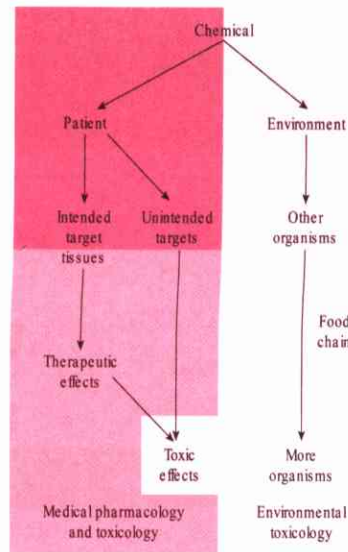 Chemical
Patient
Environment
Intended
target
tissues
Unintended
targets
Other
organisms
Food
chain
Therapeutic
effects
Toxic
effects
More
organisms
Medical pharmacology
and toxicology
Environmental
toxicology